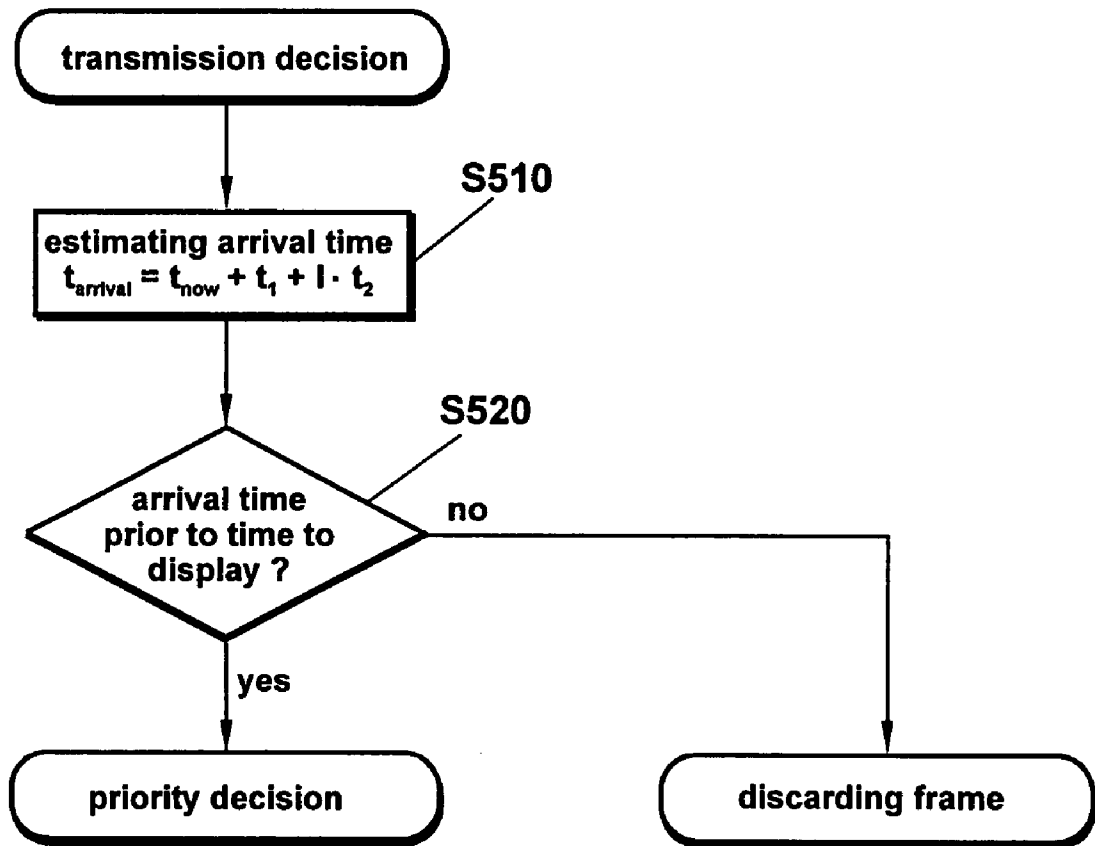 transmission decision
S510
estimating arrival time
t_arrival = t_now + t_1 + l · t_2
S520
arrival time
prior to time to
display ?
no
yes
priority decision
discarding frame